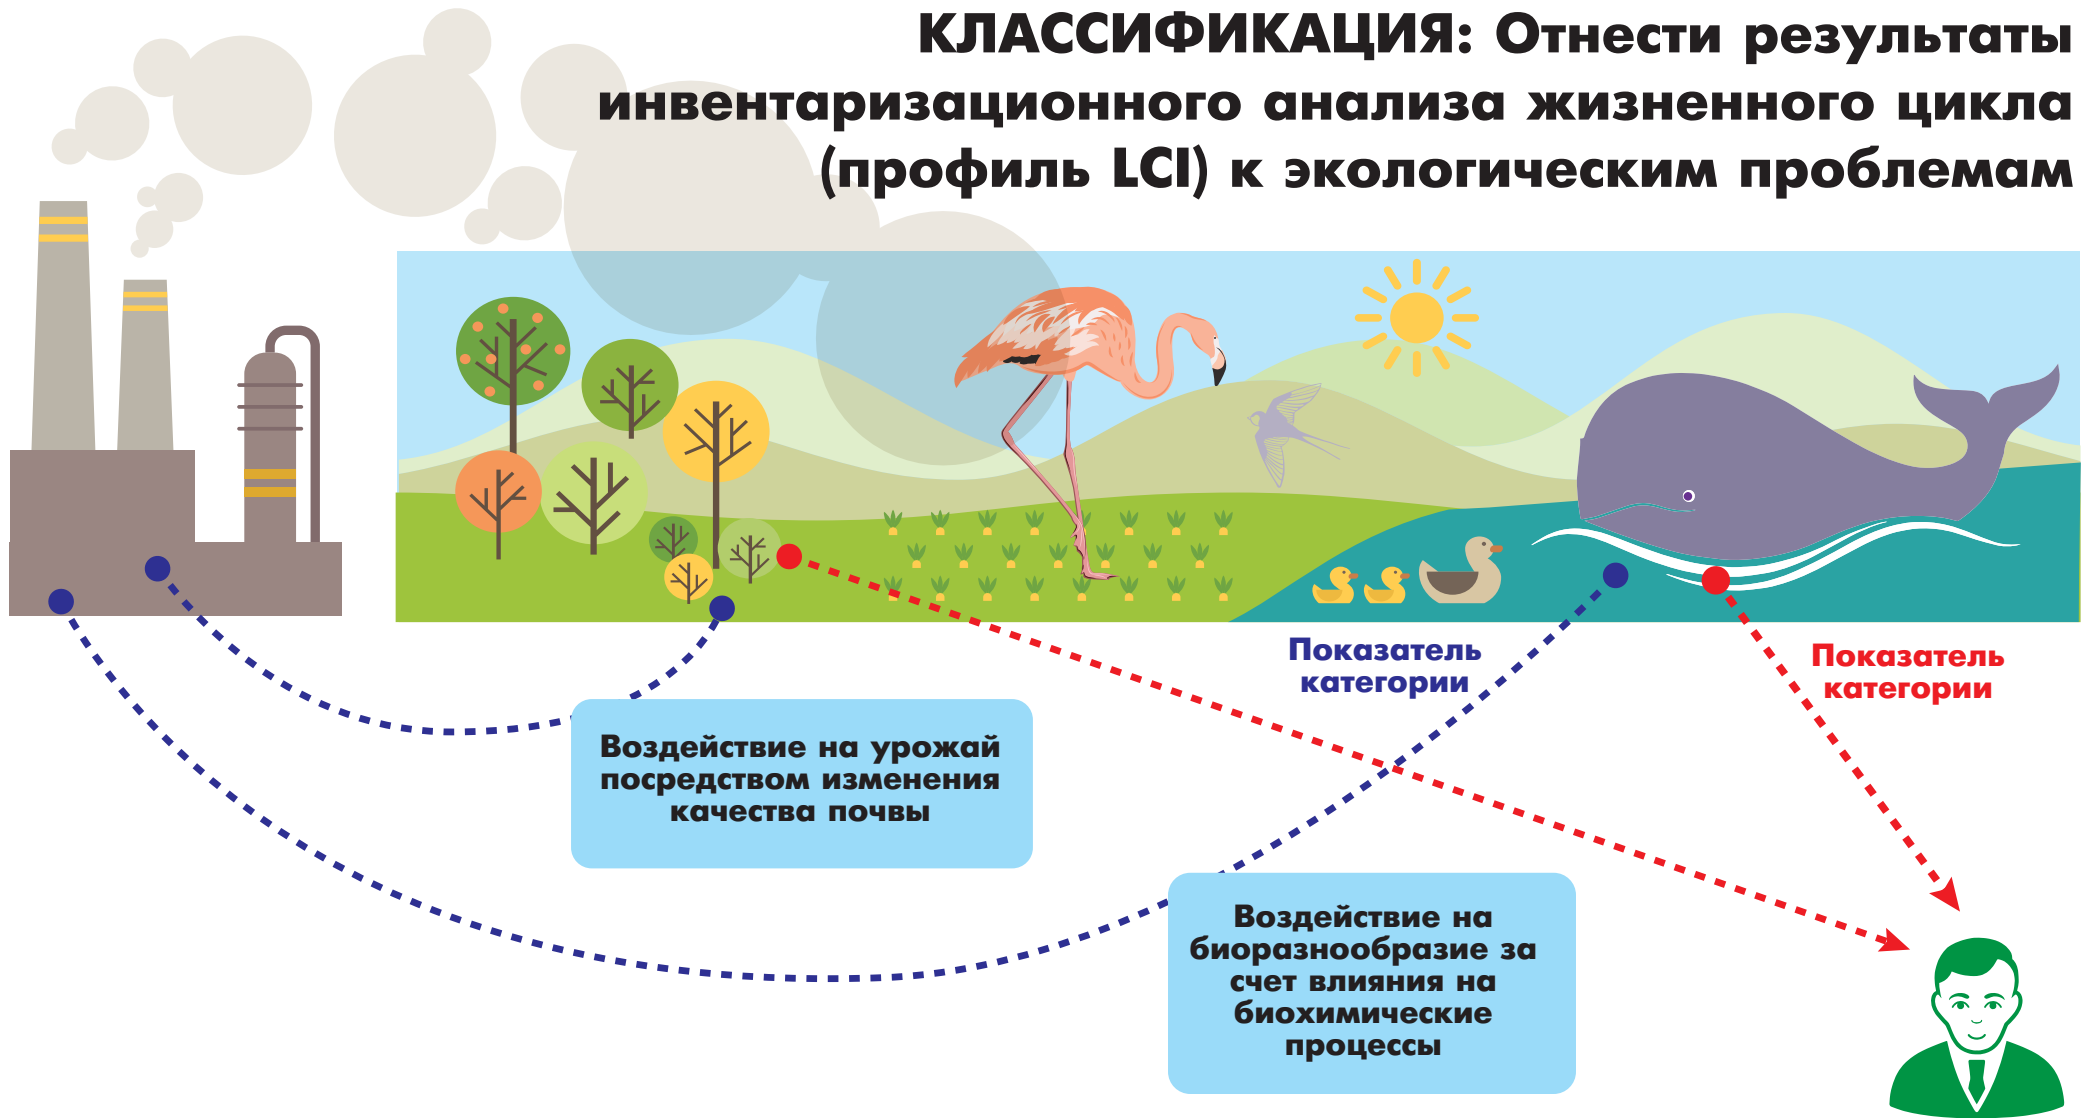 КЛАССИФИКАЦИЯ: Отнести результаты
инвентаризационного анализа жизненного цикла
(профиль LCI) к экологическим проблемам
Показатель
категории
Показатель
категории
Воздействие на урожай
посредством изменения
качества почвы
Воздействие на
биоразнообразие за
счет влияния на
биохимические
процессы